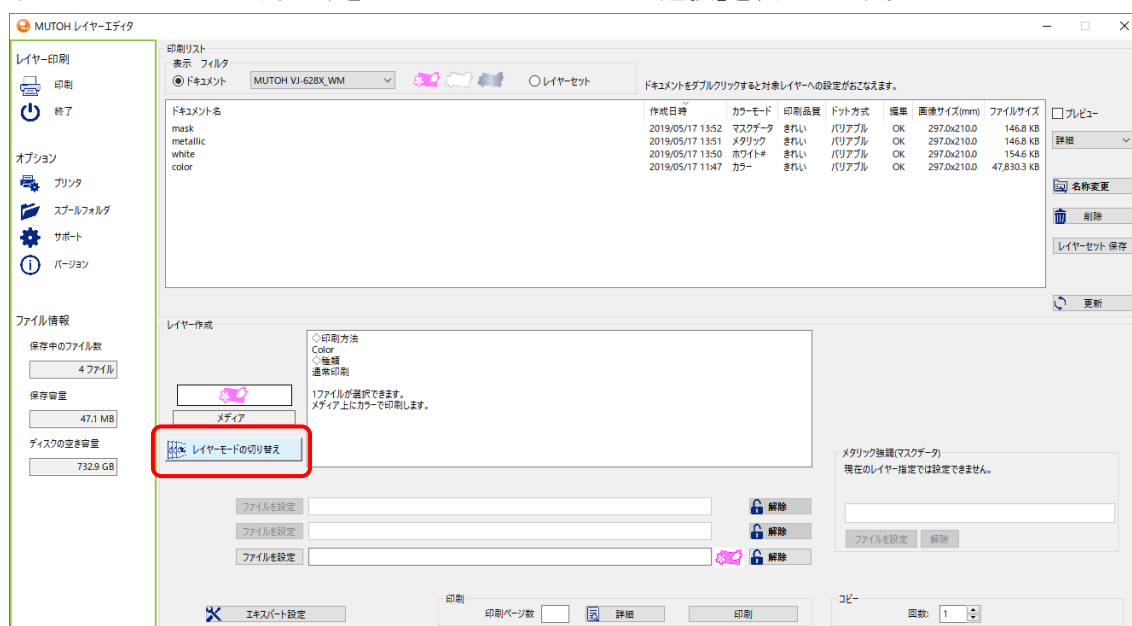 MUTOH レイヤーエディタ
レイヤー印刷
印刷
終了
オプション
プリンタ
スプールフォルダ
サポート
バージョン
ファイル情報
保存中のファイル数
4 ファイル
保存容量
47.1 MB
ディスクの空き容量
732.9 GB
印刷リスト
表示 フィルタ
ドキュメント
MUTOH VJ-628X_WM
レイヤーセット
ドキュメントをダブルクリックすると対象レイヤーへの設定がおこなえます。
ドキュメント名 作成日時 カラーモード 印刷品質 ドット方式 編集 画像サイズ(mm) ファイルサイズ
mask 2019/05/17 13:52 マスクデータ きれい バリアブル OK 297.0x210.0 146.8 KB
metallic 2019/05/17 13:51 メタリック きれい バリアブル OK 297.0x210.0 146.8 KB
white 2019/05/17 13:50 ホワイト# きれい バリアブル OK 297.0x210.0 154.6 KB
color 2019/05/17 11:47 カラー きれい バリアブル OK 297.0x210.0 47,830.3 KB
プレビュー
詳細
名称変更
削除
レイヤーセット 保存
更新
レイヤー作成
メディア
レイヤーモードの切り替え
◇印刷方法
Color
◇種類
通常印刷
1ファイルが選択できます。
メディア上にカラーで印刷します。
メタリック強調(マスクデータ)
現在のレイヤー指定では設定できません。
ファイルを設定 解除
ファイルを設定 解除
ファイルを設定 解除
ファイルを設定 解除
エキスパート設定
印刷
印刷ページ数 詳細 印刷
コピー
回数: 1